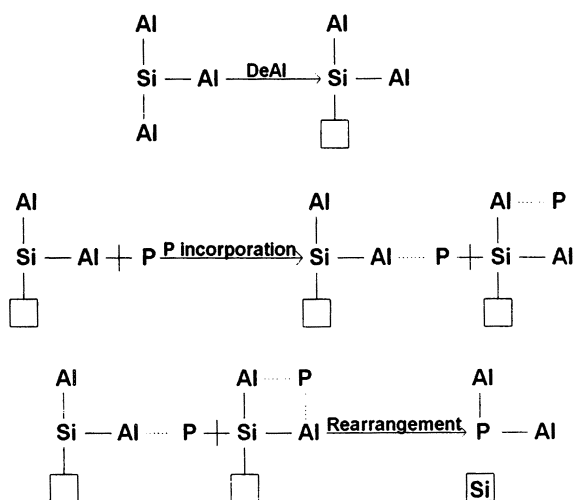 Al Al
Si — Al DeAl Si — Al
Al
Al Al Al ····· P
Si — Al + P P incorporation Si — Al ······ P + Si — Al
Al Al ···· P Al
Si — Al ···· P + Si — Al Rearrangement P — Al
Si